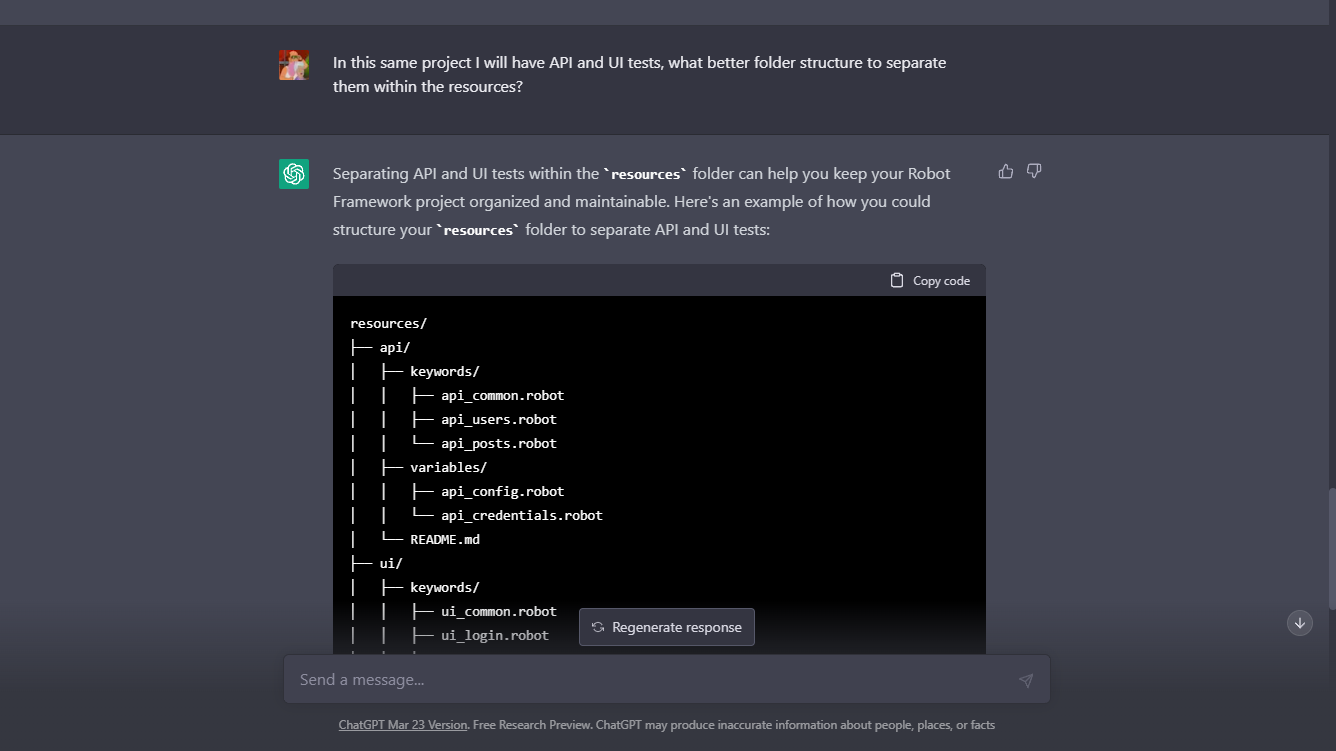 In this same project I will have API and UI tests, what better folder structure to separate
them within the resources?
Separating API and UI tests within the `resources` folder can help you keep your Robot
Framework project organized and maintainable. Here's an example of how you could
structure your `resources` folder to separate API and UI tests:
Copy code
resources/
├── api/
│   ├── keywords/
│   │   ├── api_common.robot
│   │   ├── api_users.robot
│   │   └── api_posts.robot
│   ├── variables/
│   │   ├── api_config.robot
│   │   └── api_credentials.robot
│   └── README.md
├── ui/
│   ├── keywords/
│   │   ├── ui_common.robot
│   │   ├── ui_login.robot
Regenerate response
Send a message...
ChatGPT Mar 23 Version. Free Research Preview. ChatGPT may produce inaccurate information about people, places, or facts